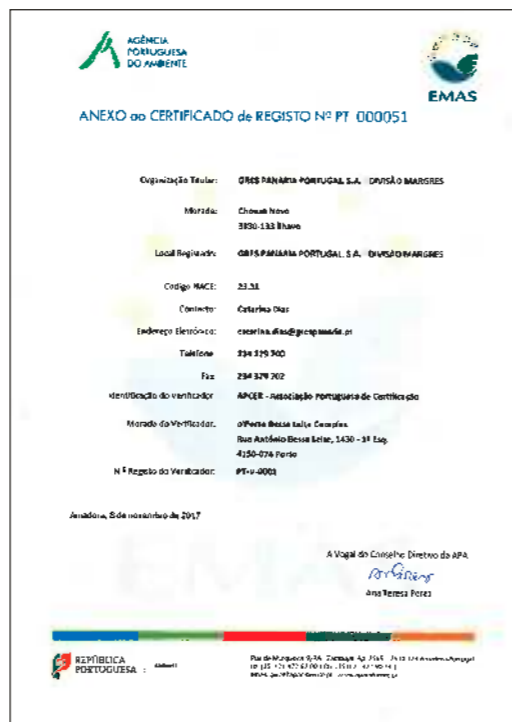 AGÊNCIA
PORTUGUESA
DO AMBIENTE
EMAS
ANEXO ao CERTIFICADO de REGISTO Nº PT 000051
Organização Titular: GRES PANARIA PORTUGAL, S.A. DIVISÃO MARGRES
Morada: Chousa Nova
3830-133 Ílhavo
Local Registado: GRES PANARIA PORTUGAL, S.A. DIVISÃO MARGRES
Código NACE: 23.31
Contacto: Catarina Dias
Endereço Eletrónico: catarina.dias@grespanaria.pt
Telefone 234 329 700
Fax 234 329 702
Identificação do Verificador APCER - Associação Portuguesa de Certificação
Morada do Verificador: O'Porto Bessa Leite Complex
Rua António Bessa Leite, 1430 - 1º Esq.
4150-074 Porto
N.º Registo do Verificador: PT-V-0001
Amadora, 8 de novembro de 2017
A Vogal do Conselho Diretivo da APA
Ana Teresa Perez
REPÚBLICA
PORTUGUESA
EMAS